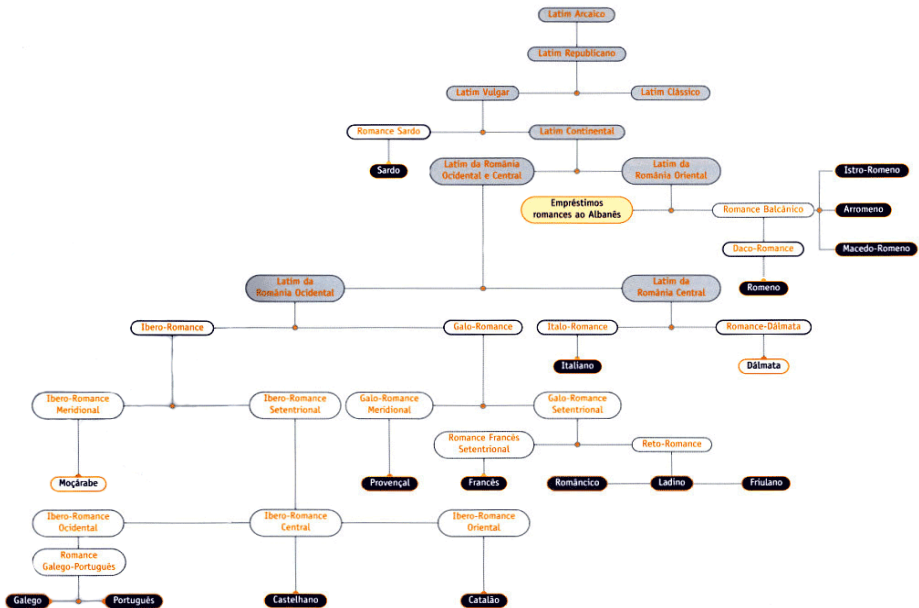 Latim Arcaico
Latim Republicano
Latim Vulgar
Latim Clássico
Romance Sardo
Latim Continental
Sardo
Latim da România
Ocidental e Central
Latim da
România Oriental
Istro-Romeno
Empréstimos
romances ao Albanês
Romance Balcânico
Arromeno
Daco-Romance
Macedo-Romeno
Romeno
Latim da
România Ocidental
Latim da
România Central
Ibero-Romance
Galo-Romance
Italo-Romance
Romance-Dálmata
Italiano
Dálmata
Ibero-Romance
Meridional
Ibero-Romance
Setentrional
Galo-Romance
Meridional
Galo-Romance
Setentrional
Romance Francês
Setentrional
Reto-Romance
Moçárabe
Provençal
Francês
Romãncico
Ladino
Friulano
Ibero-Romance
Ocidental
Ibero-Romance
Central
Ibero-Romance
Oriental
Romance
Galego-Português
Galego
Português
Castelhano
Catalão